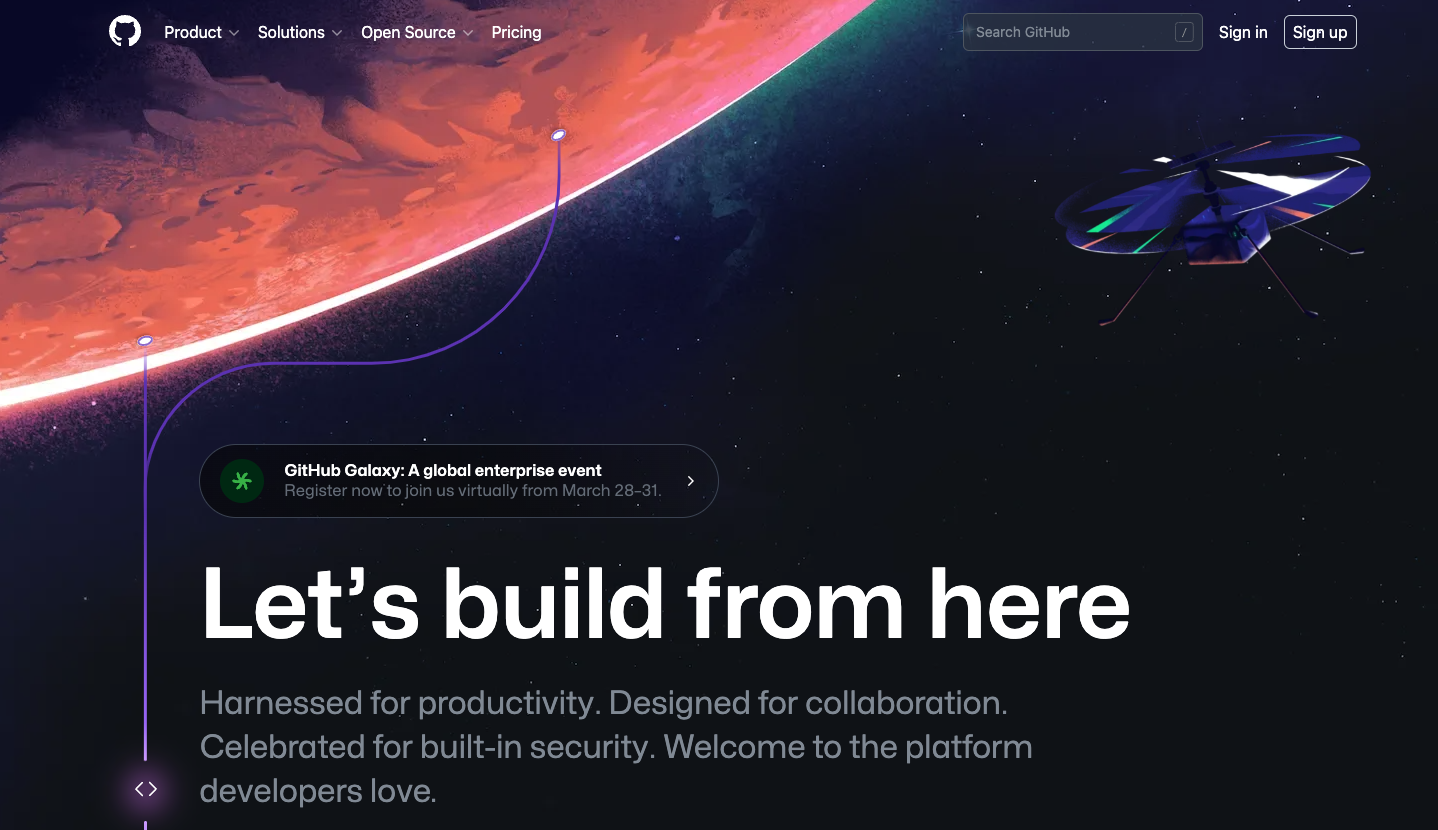 Product
Solutions
Open Source
Pricing
Search GitHub
/
Sign in
Sign up
GitHub Galaxy: A global enterprise event
Register now to join us virtually from March 28–31.
Let’s build from here
Harnessed for productivity. Designed for collaboration.
Celebrated for built-in security. Welcome to the platform
developers love.